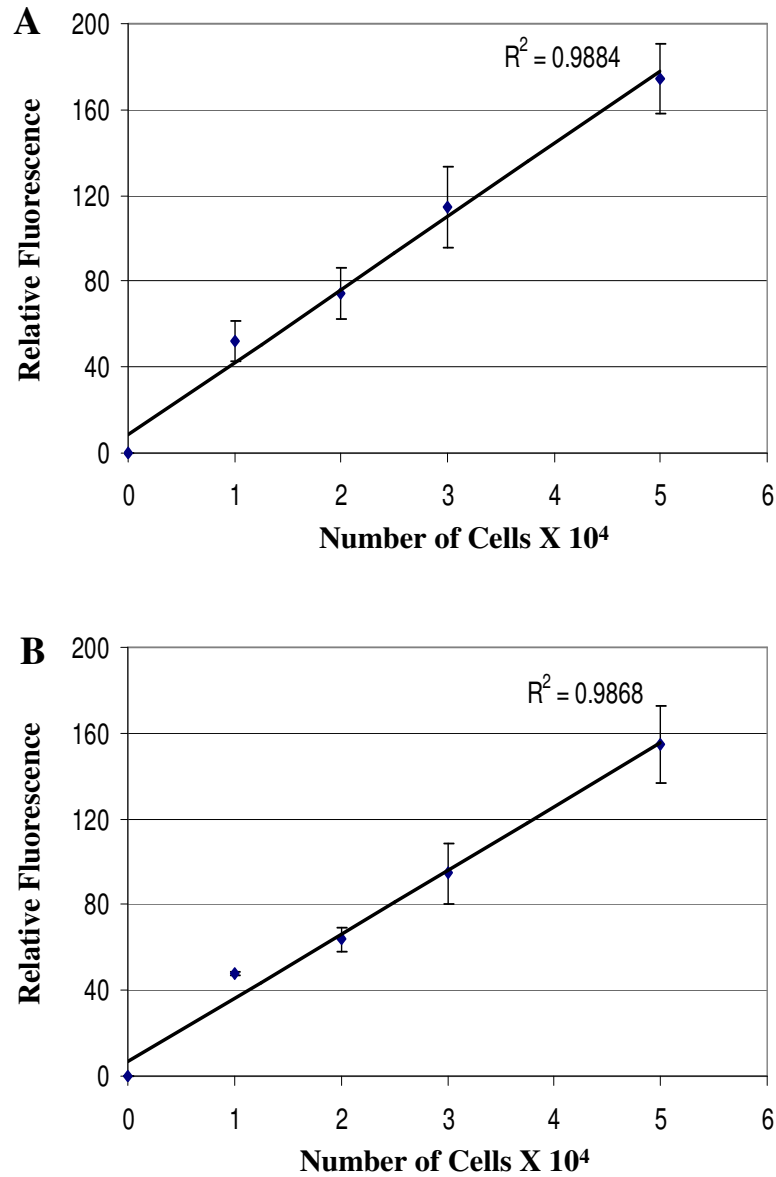 A
200
R² = 0.9884
160
120
80
40
0
Relative Fluorescence
0 1 2 3 4 5 6
Number of Cells X 10⁴
B
200
R² = 0.9868
160
120
80
40
0
Relative Fluorescence
0 1 2 3 4 5 6
Number of Cells X 10⁴